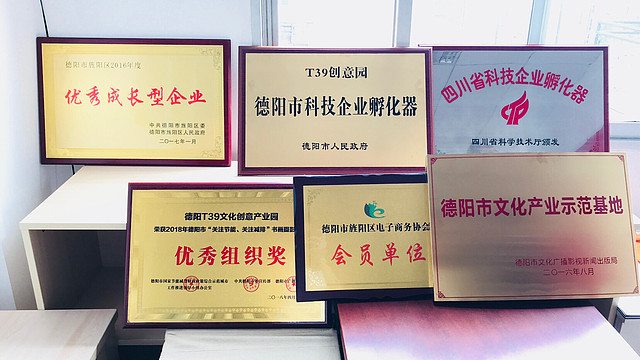 德阳市旌阳区2016年度
优秀成长型企业
中共德阳市旌阳区委
德阳市旌阳区人民政府
二〇一七年一月
T39创意园
德阳市科技企业孵化器
德阳市人民政府
四川省科技企业孵化器
四川省科学技术厅颁发
德阳T39文化创意产业园
荣获2018年德阳市“关注节能、关注减排”书画摄影
优秀组织奖
二〇一八年四月
德阳市旌阳区电子商务协会
会员单位
德阳市文化产业示范基地
德阳市文化广播影视新闻出版局
二〇一六年八月